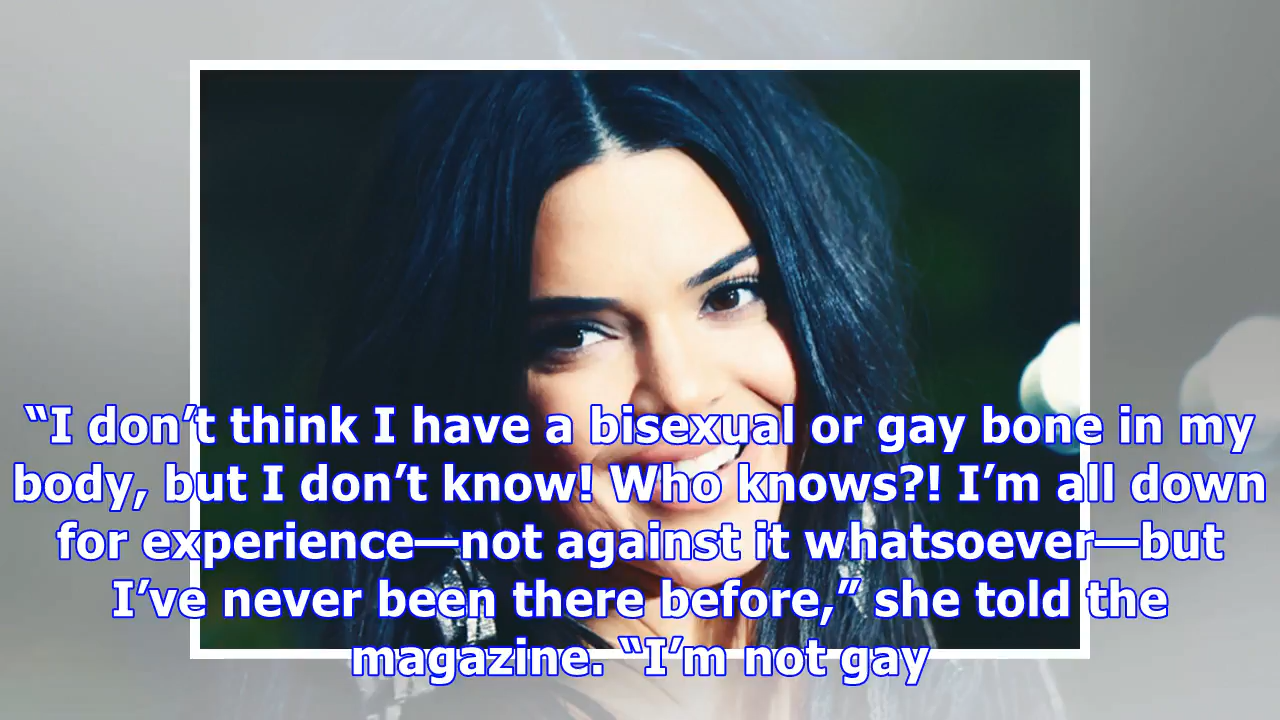 “I don’t think I have a bisexual or gay bone in my
body, but I don’t know! Who knows?! I’m all down
for experience—not against it whatsoever—but
I’ve never been there before,” she told the
magazine. “I’m not gay